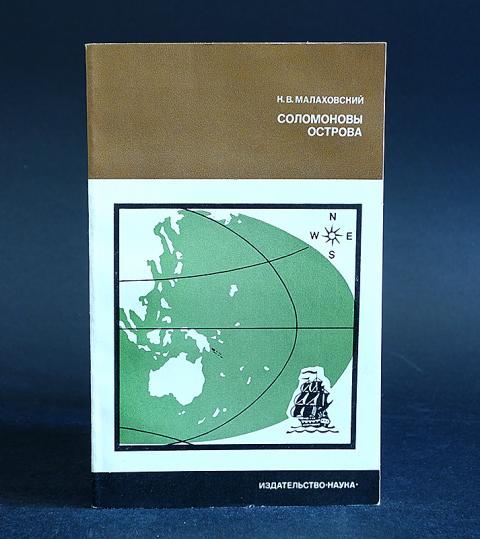 К. В. МАЛАХОВСКИЙ
СОЛОМОНОВЫ
ОСТРОВА
N
W E
S
ИЗДАТЕЛЬСТВО·НАУКА·